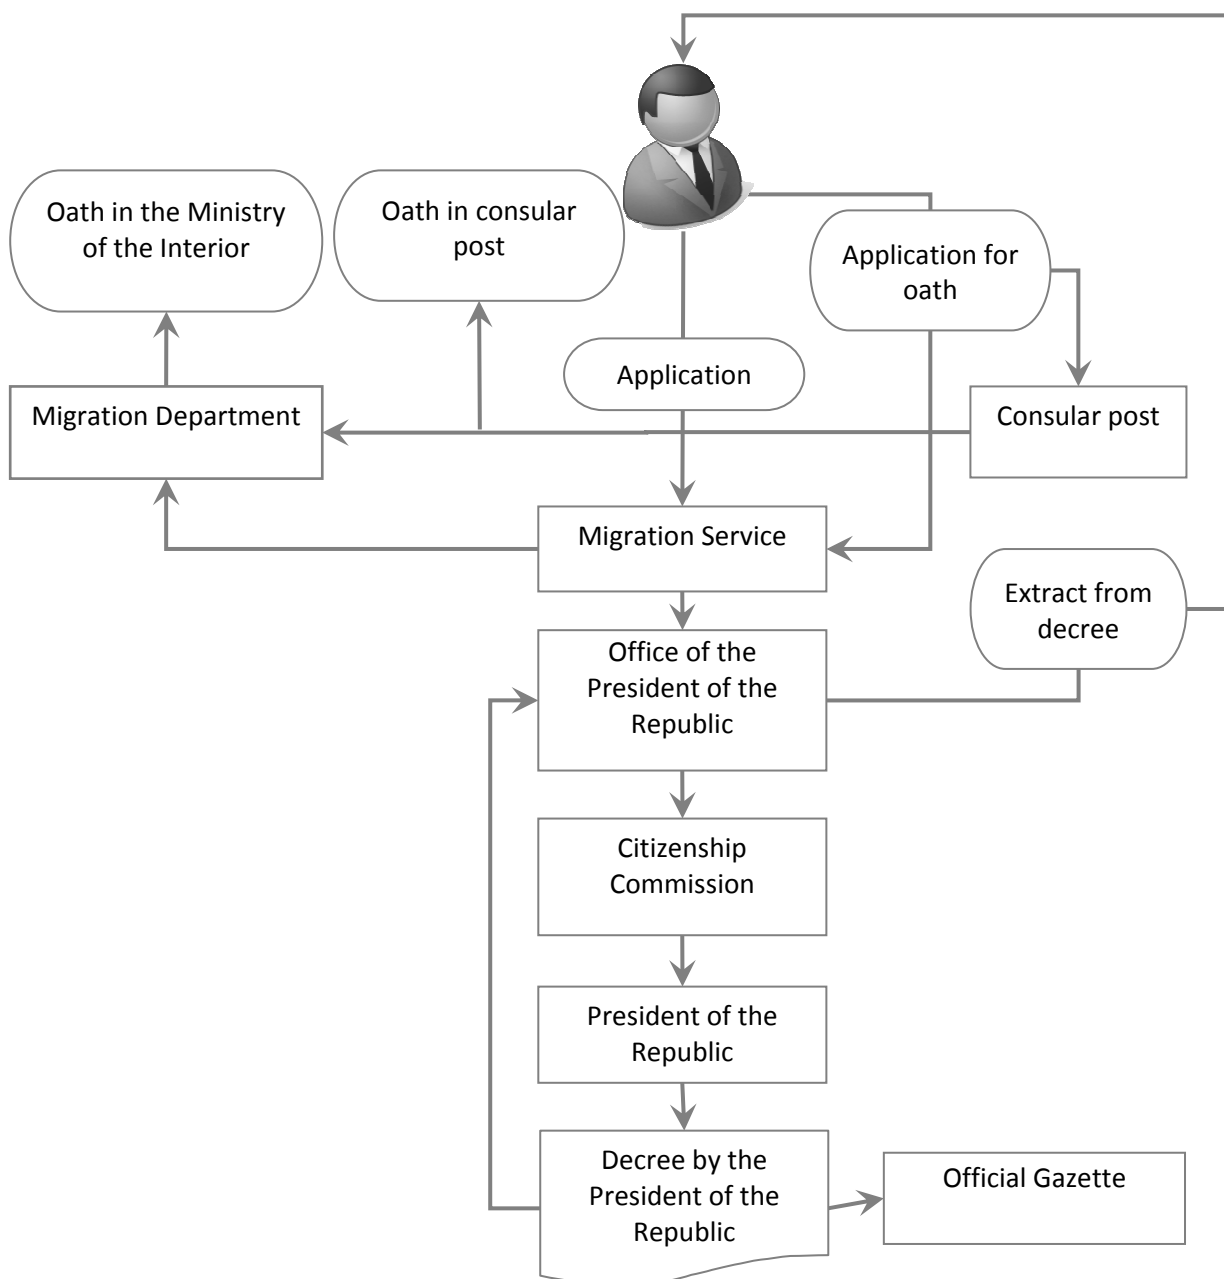 Oath in the Ministry
of the Interior
Oath in consular
post
Application for
oath
Application
Migration Department
Consular post
Migration Service
Extract from
decree
Office of the
President of the
Republic
Citizenship
Commission
President of the
Republic
Decree by the
President of the
Republic
Official Gazette